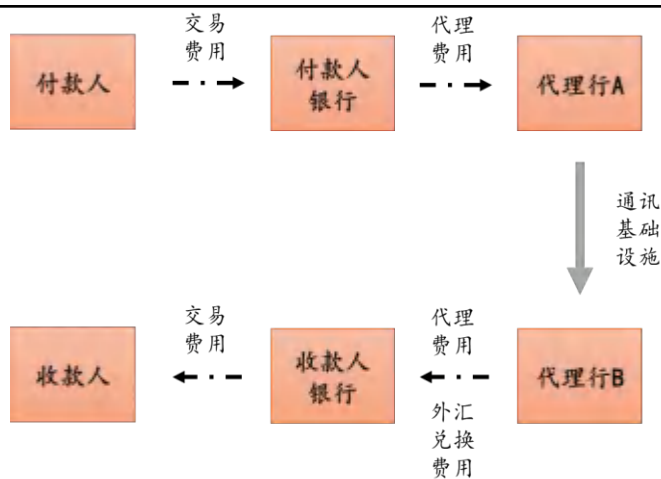 交易
费用
代理
费用
付款人
付款人
银行
代理行A
通讯
基础
设施
交易
费用
代理
费用
收款人
收款人
银行
代理行B
外汇
兑换
费用